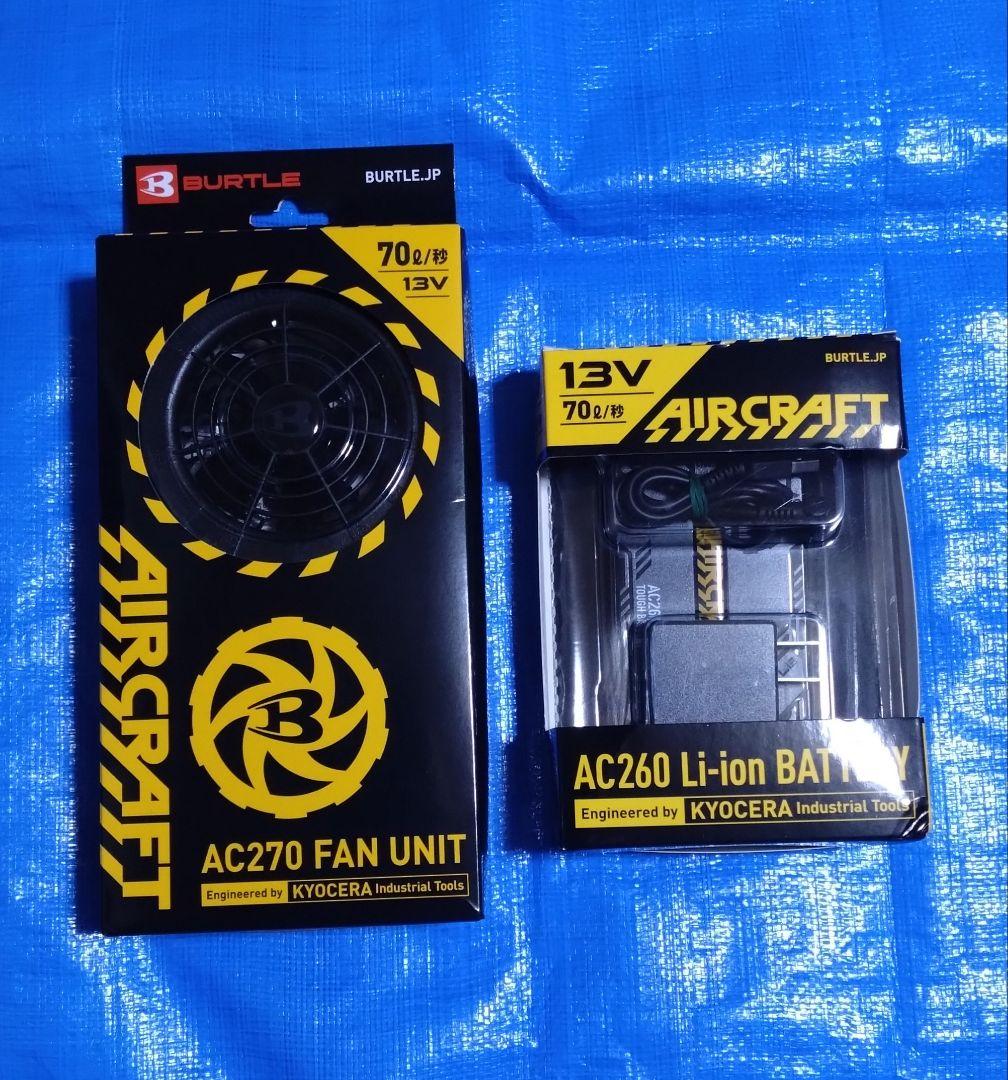 BURTLE
BURTLE.JP
70ℓ/秒
13V
AIRCRAFT
B
AC270 FAN UNIT
Engineered by KYOCERA Industrial Tools
BURTLE.JP
13V
70ℓ/秒
AIRCRAFT
AC260 Li-ion BATTERY
Engineered by KYOCERA Industrial Tools